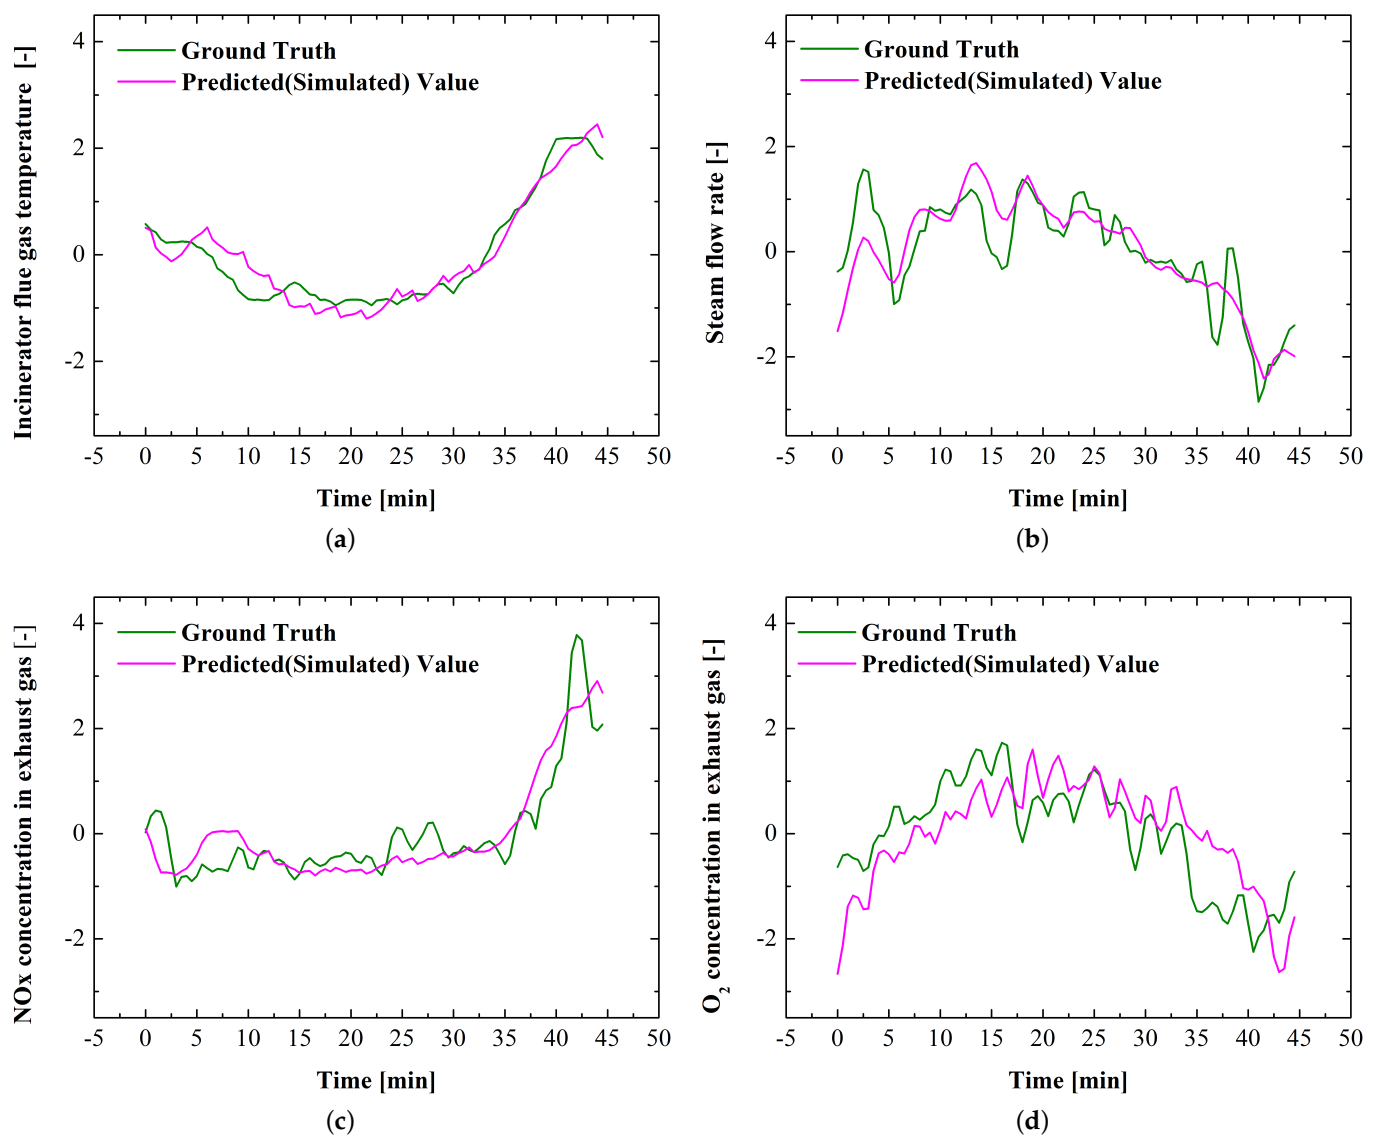 Incinerator flue gas temperature [-]
4
2
0
-2
Ground Truth
Predicted(Simulated) Value
-5 0 5 10 15 20 25 30 35 40 45 50
Time [min]
(a)
Steam flow rate [-]
4
2
0
-2
Ground Truth
Predicted(Simulated) Value
-5 0 5 10 15 20 25 30 35 40 45 50
Time [min]
(b)
NOx concentration in exhaust gas [-]
4
2
0
-2
Ground Truth
Predicted(Simulated) Value
-5 0 5 10 15 20 25 30 35 40 45 50
Time [min]
(c)
O₂ concentration in exhaust gas [-]
4
2
0
-2
Ground Truth
Predicted(Simulated) Value
-5 0 5 10 15 20 25 30 35 40 45 50
Time [min]
(d)